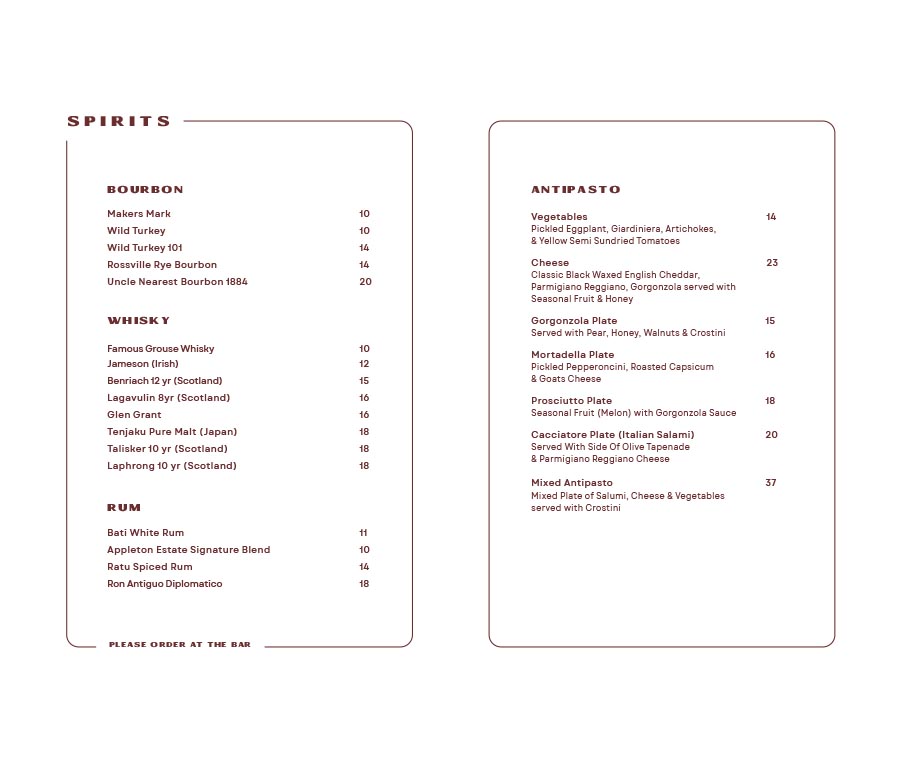 SPIRITS
BOURBON
Makers Mark 10
Wild Turkey 10
Wild Turkey 101 14
Rossville Rye Bourbon 14
Uncle Nearest Bourbon 1884 20
WHISKY
Famous Grouse Whisky 10
Jameson (Irish) 12
Benriach 12 yr (Scotland) 15
Lagavulin 8yr (Scotland) 16
Glen Grant 16
Tenjaku Pure Malt (Japan) 18
Talisker 10 yr (Scotland) 18
Laphrong 10 yr (Scotland) 18
RUM
Bati White Rum 11
Appleton Estate Signature Blend 10
Ratu Spiced Rum 14
Ron Antiguo Diplomatico 18
PLEASE ORDER AT THE BAR
ANTIPASTO
Vegetables 14
Pickled Eggplant, Giardiniera, Artichokes,
& Yellow Semi Sundried Tomatoes
Cheese 23
Classic Black Waxed English Cheddar,
Parmigiano Reggiano, Gorgonzola served with
Seasonal Fruit & Honey
Gorgonzola Plate 15
Served with Pear, Honey, Walnuts & Crostini
Mortadella Plate 16
Pickled Pepperoncini, Roasted Capsicum
& Goats Cheese
Prosciutto Plate 18
Seasonal Fruit (Melon) with Gorgonzola Sauce
Cacciatore Plate (Italian Salami) 20
Served With Side Of Olive Tapenade
& Parmigiano Reggiano Cheese
Mixed Antipasto 37
Mixed Plate of Salumi, Cheese & Vegetables
served with Crostini